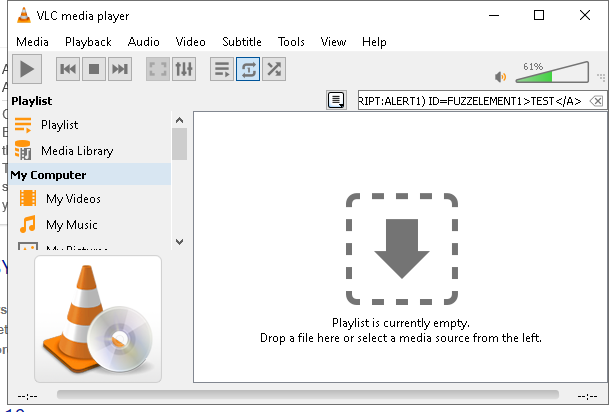 VLC media player
Media Playback Audio Video Subtitle Tools View Help
61%
Playlist
RIPT:ALERT1) ID=FUZZELEMENT1>TEST</A>
Playlist
Media Library
My Computer
My Videos
My Music
My Pictures
Playlist is currently empty.
Drop a file here or select a media source from the left.
--:-- --:--